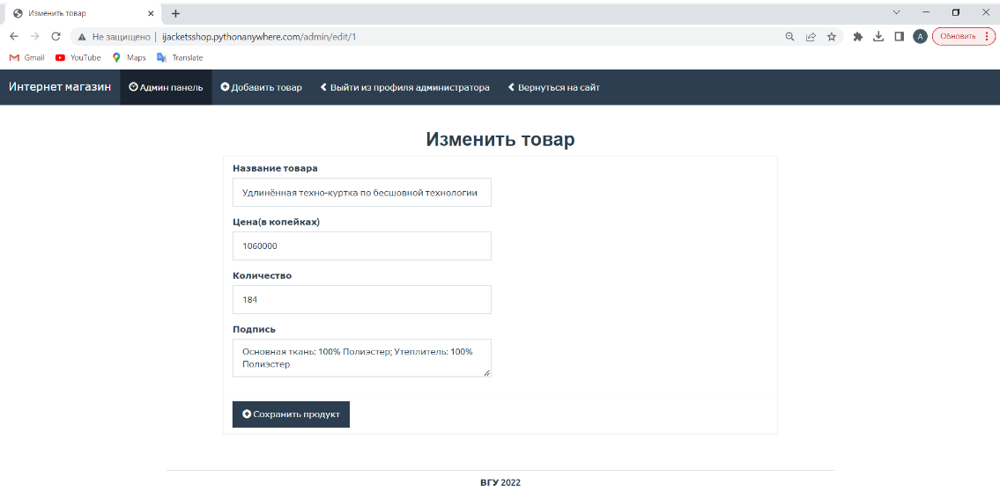 Изменить товар
Не защищено | ijacketsshop.pythonanywhere.com/admin/edit/1
A
Обновить
Gmail YouTube Maps Translate
Интернет магазин Админ панель Добавить товар Выйти из профиля администратора Вернуться на сайт
Изменить товар
Название товара
Удлинённая техно-куртка по бесшовной технологии
Цена(в копейках)
1060000
Количество
184
Подпись
Основная ткань: 100% Полиэстер; Утеплитель: 100%
Полиэстер
Сохранить продукт
ВГУ 2022